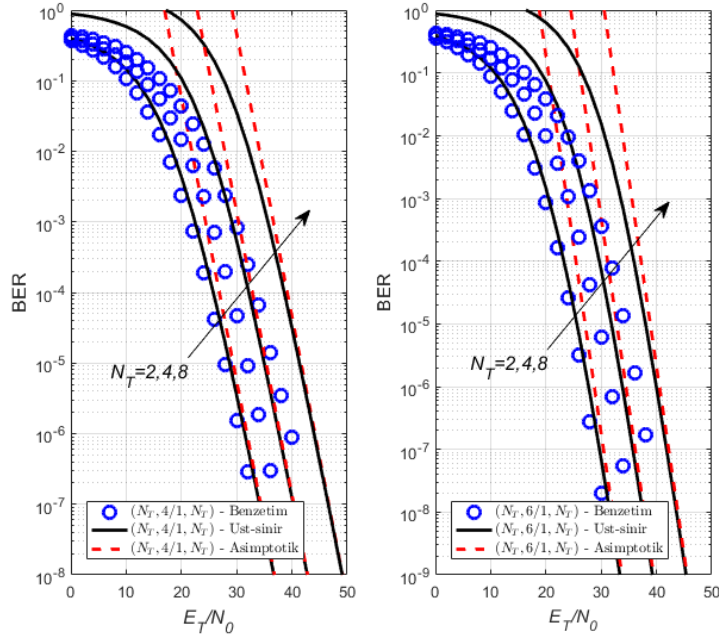 10^0
10^-1
10^-2
10^-3
10^-4
10^-5
10^-6
10^-7
10^-8
BER
N_T=2,4,8
(N_T, 4/1, N_T) - Benzetim
(N_T, 4/1, N_T) - Ust-sinir
(N_T, 4/1, N_T) - Asimptotik
0 10 20 30 40 50
E_T/N_0
10^0
10^-1
10^-2
10^-3
10^-4
10^-5
10^-6
10^-7
10^-8
10^-9
BER
N_T=2,4,8
(N_T, 6/1, N_T) - Benzetim
(N_T, 6/1, N_T) - Ust-sinir
(N_T, 6/1, N_T) - Asimptotik
0 10 20 30 40 50
E_T/N_0